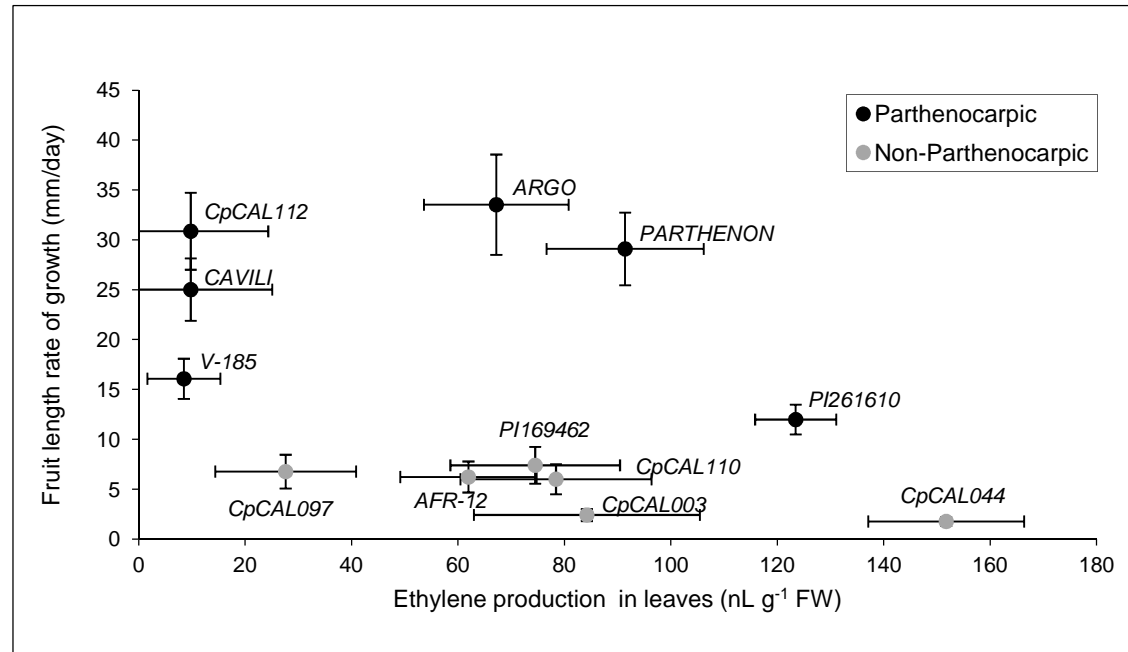 45
40
35
30
25
20
15
10
5
0
Fruit length rate of growth (mm/day)
Parthenocarpic
Non-Parthenocarpic
ARGO
CpCAL112
PARTHENON
CAVILI
V-185
PI261610
PI169462
CpCAL110
AFR-12
CpCAL003
CpCAL097
CpCAL044
0 20 40 60 80 100 120 140 160 180
Ethylene production in leaves (nL g⁻¹ FW)